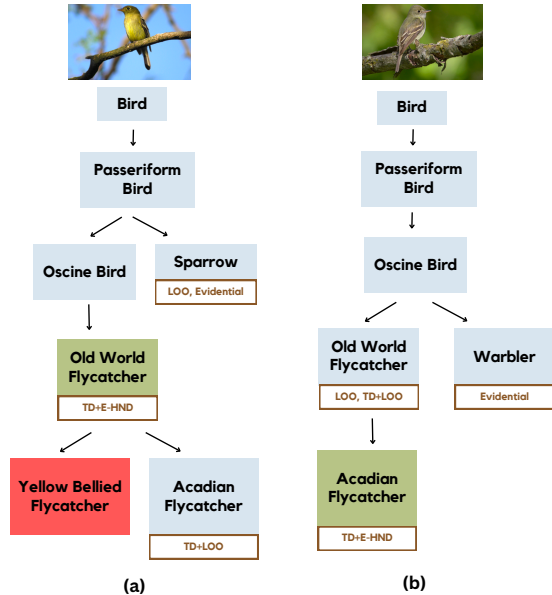 Bird
Passeriform
Bird
Oscine Bird
Sparrow
LOO, Evidential
Old World
Flycatcher
TD+E-HND
Yellow Bellied
Flycatcher
Acadian
Flycatcher
TD+LOO
(a)
Bird
Passeriform
Bird
Oscine Bird
Old World
Flycatcher
LOO, TD+LOO
Warbler
Evidential
Acadian
Flycatcher
TD+E-HND
(b)